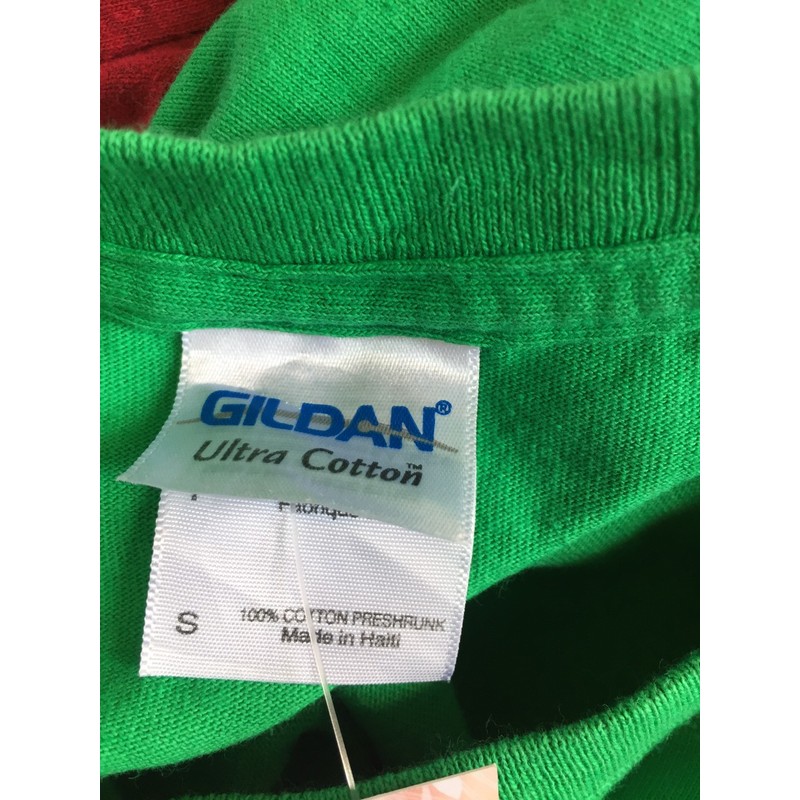 GILDAN®
Ultra Cotton™
S
100% COTTON PRESHRUNK
Made in Haiti